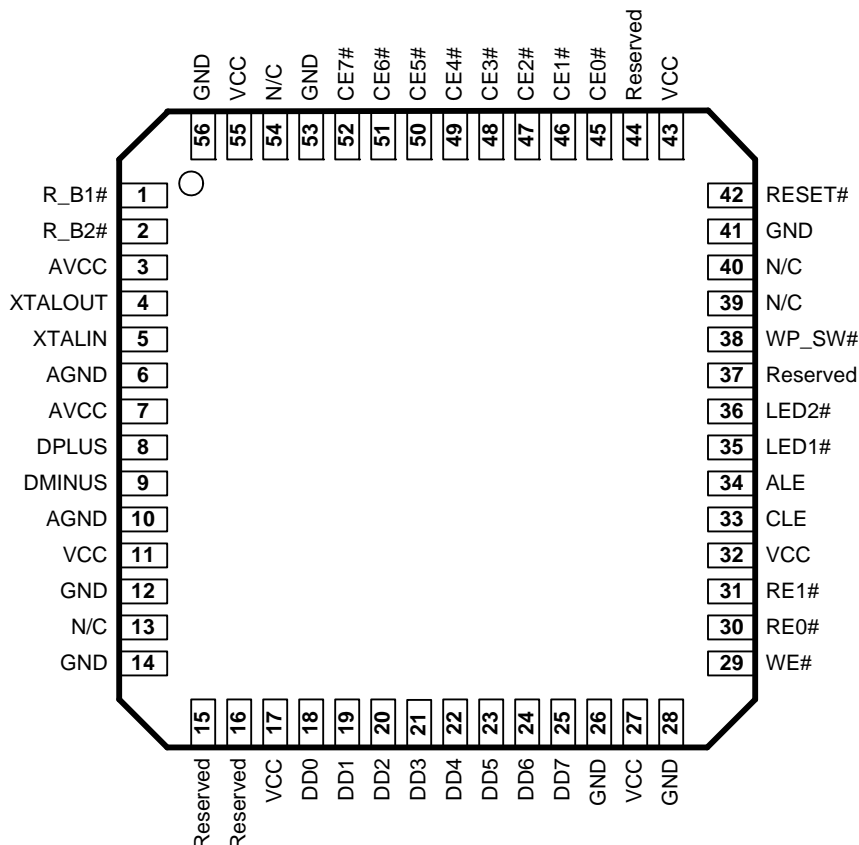 GND VCC N/C GND CE7# CE6# CE5# CE4# CE3# CE2# CE1# CE0# Reserved VCC
56 55 54 53 52 51 50 49 48 47 46 45 44 43
R_B1# 1
R_B2# 2
AVCC 3
XTALOUT 4
XTALIN 5
AGND 6
AVCC 7
DPLUS 8
DMINUS 9
AGND 10
VCC 11
GND 12
N/C 13
GND 14
42 RESET#
41 GND
40 N/C
39 N/C
38 WP_SW#
37 Reserved
36 LED2#
35 LED1#
34 ALE
33 CLE
32 VCC
31 RE1#
30 RE0#
29 WE#
15 16 17 18 19 20 21 22 23 24 25 26 27 28
Reserved Reserved VCC DD0 DD1 DD2 DD3 DD4 DD5 DD6 DD7 GND VCC GND